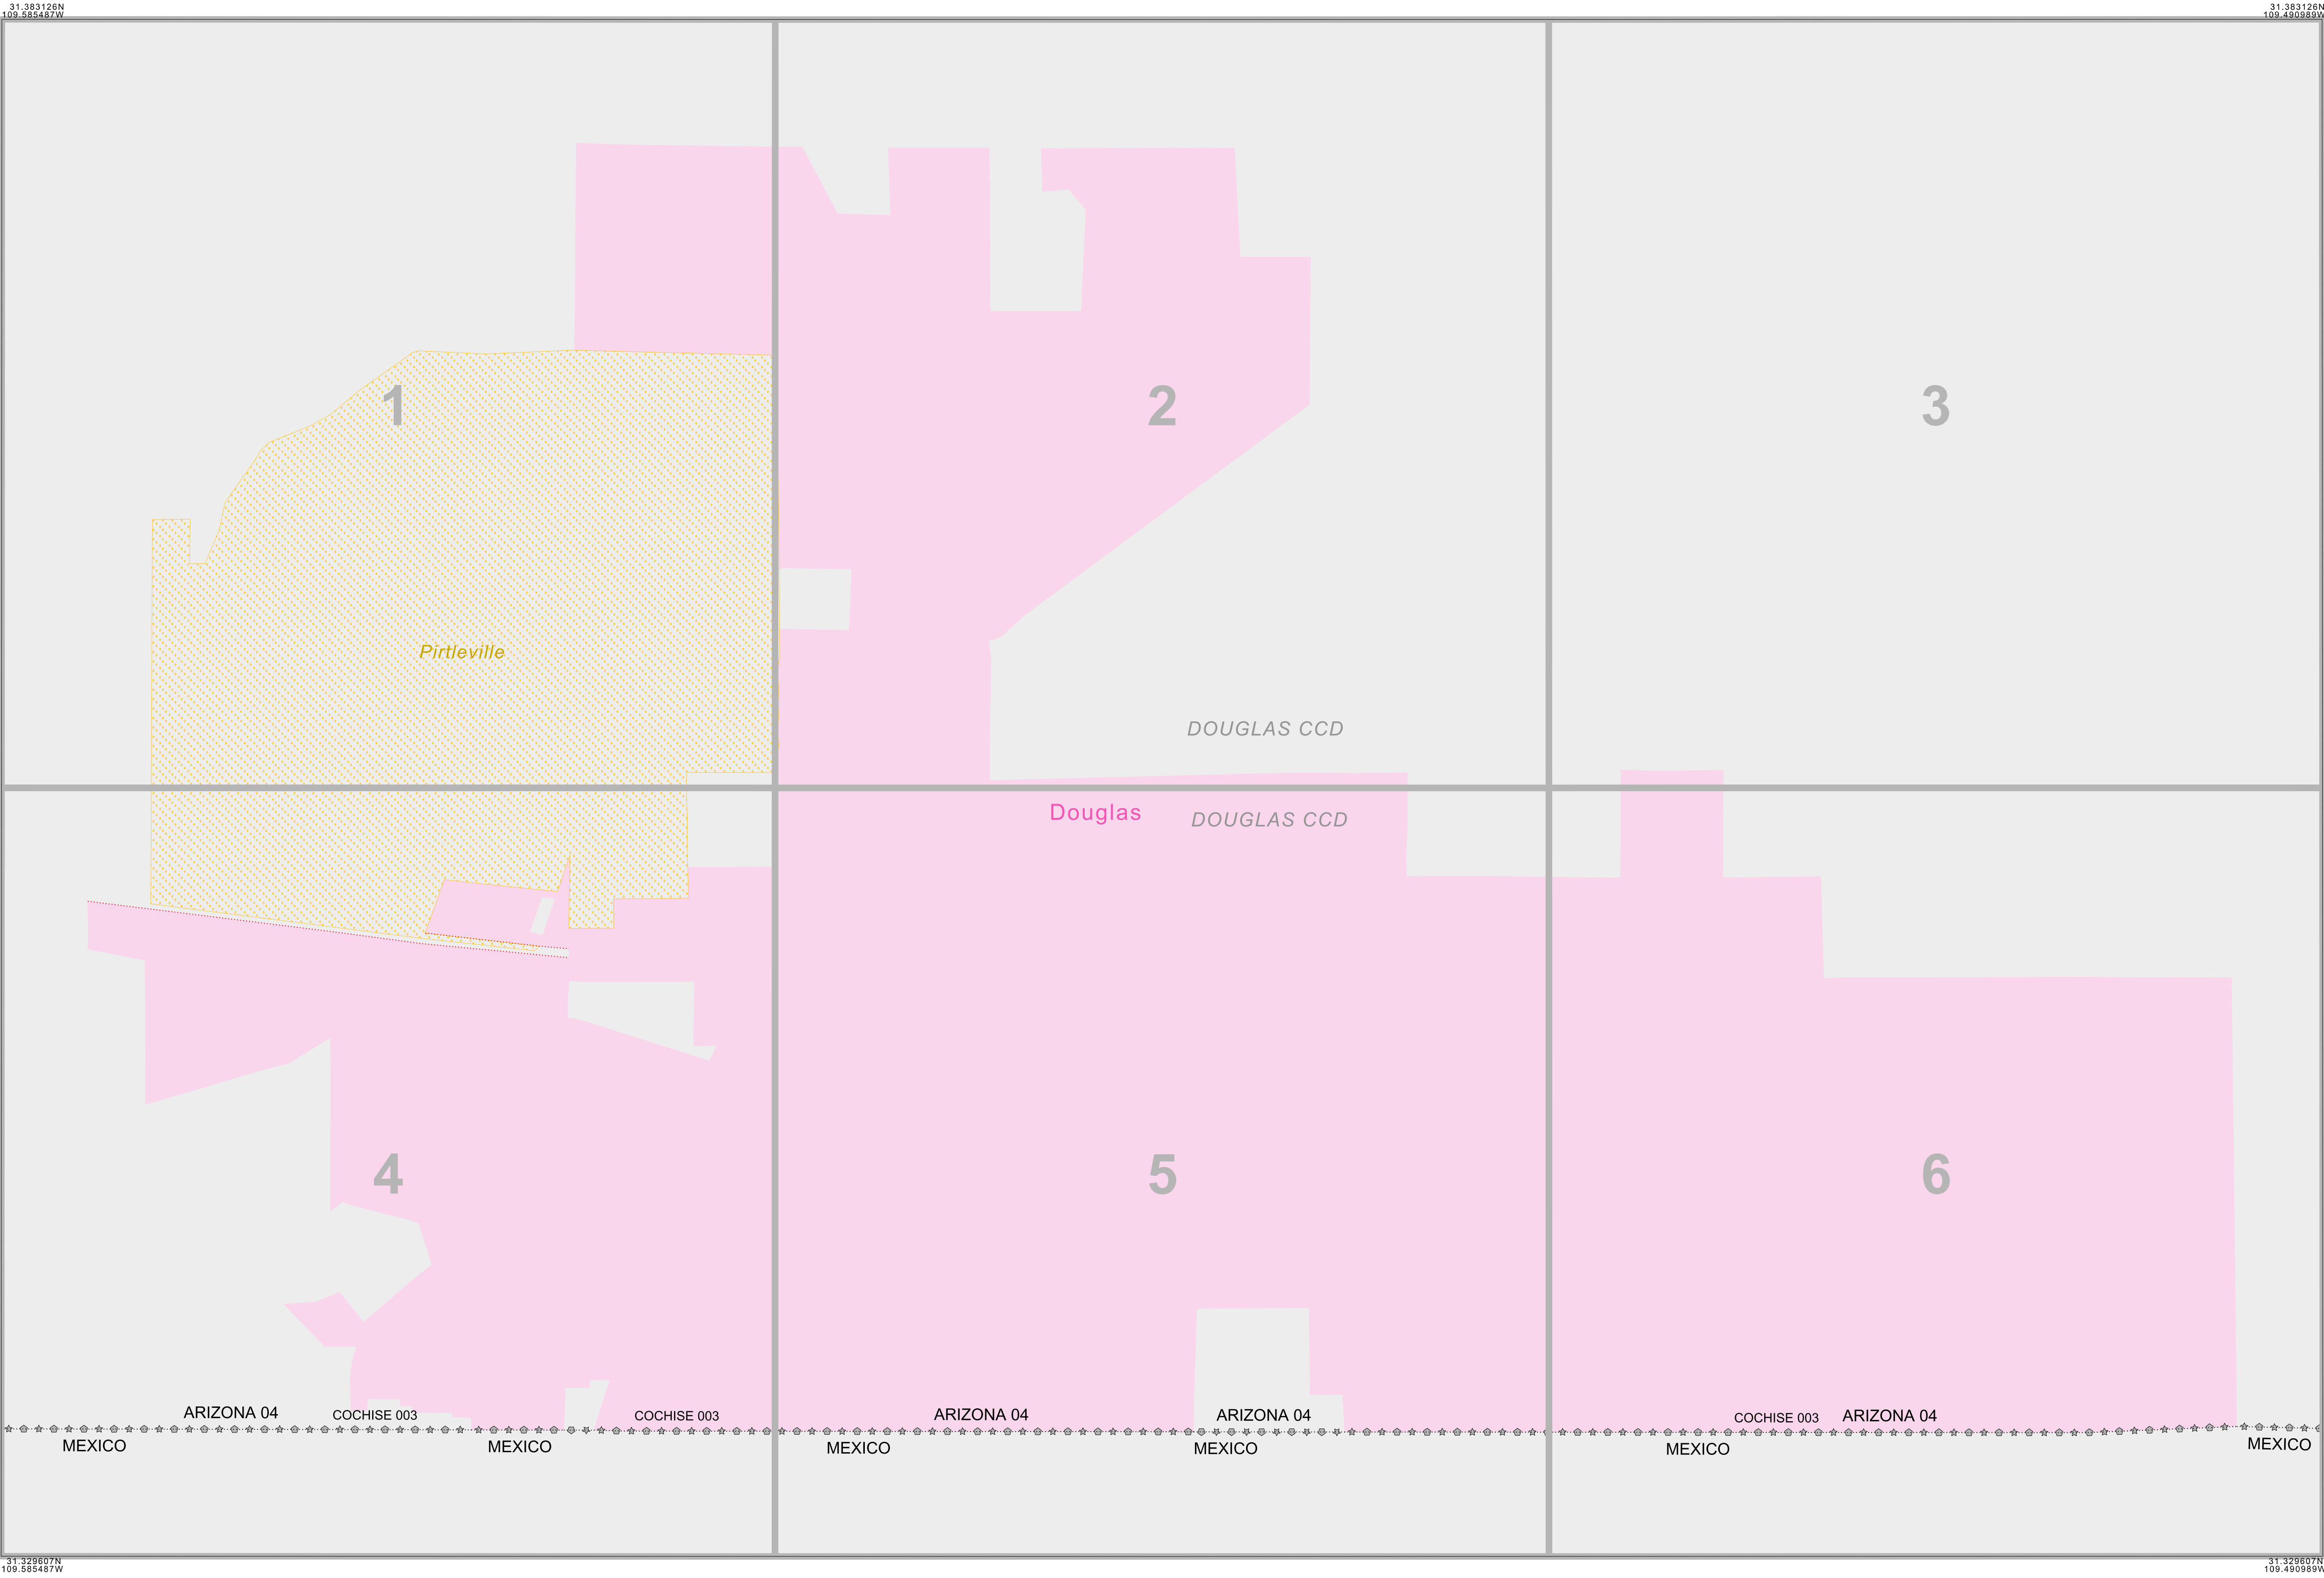 31.383126N
109.585487W
31.383126N
109.490989W
1
2
3
Pirtleville
DOUGLAS CCD
Douglas
DOUGLAS CCD
4
5
6
ARIZONA 04
COCHISE 003
COCHISE 003
ARIZONA 04
ARIZONA 04
COCHISE 003
ARIZONA 04
MEXICO
MEXICO
MEXICO
MEXICO
MEXICO
MEXICO
31.329607N
109.585487W
31.329607N
109.490989W